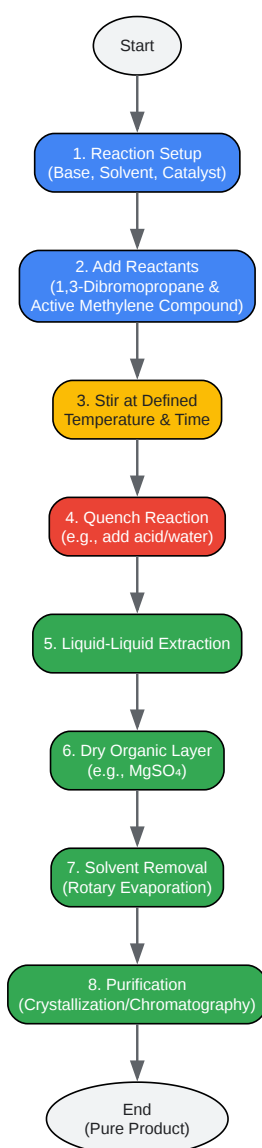 Start
1. Reaction Setup
(Base, Solvent, Catalyst)
2. Add Reactants
(1,3-Dibromopropane &
Active Methylene Compound)
3. Stir at Defined
Temperature & Time
4. Quench Reaction
(e.g., add acid/water)
5. Liquid-Liquid Extraction
6. Dry Organic Layer
(e.g., MgSO₄)
7. Solvent Removal
(Rotary Evaporation)
8. Purification
(Crystallization/Chromatography)
End
(Pure Product)